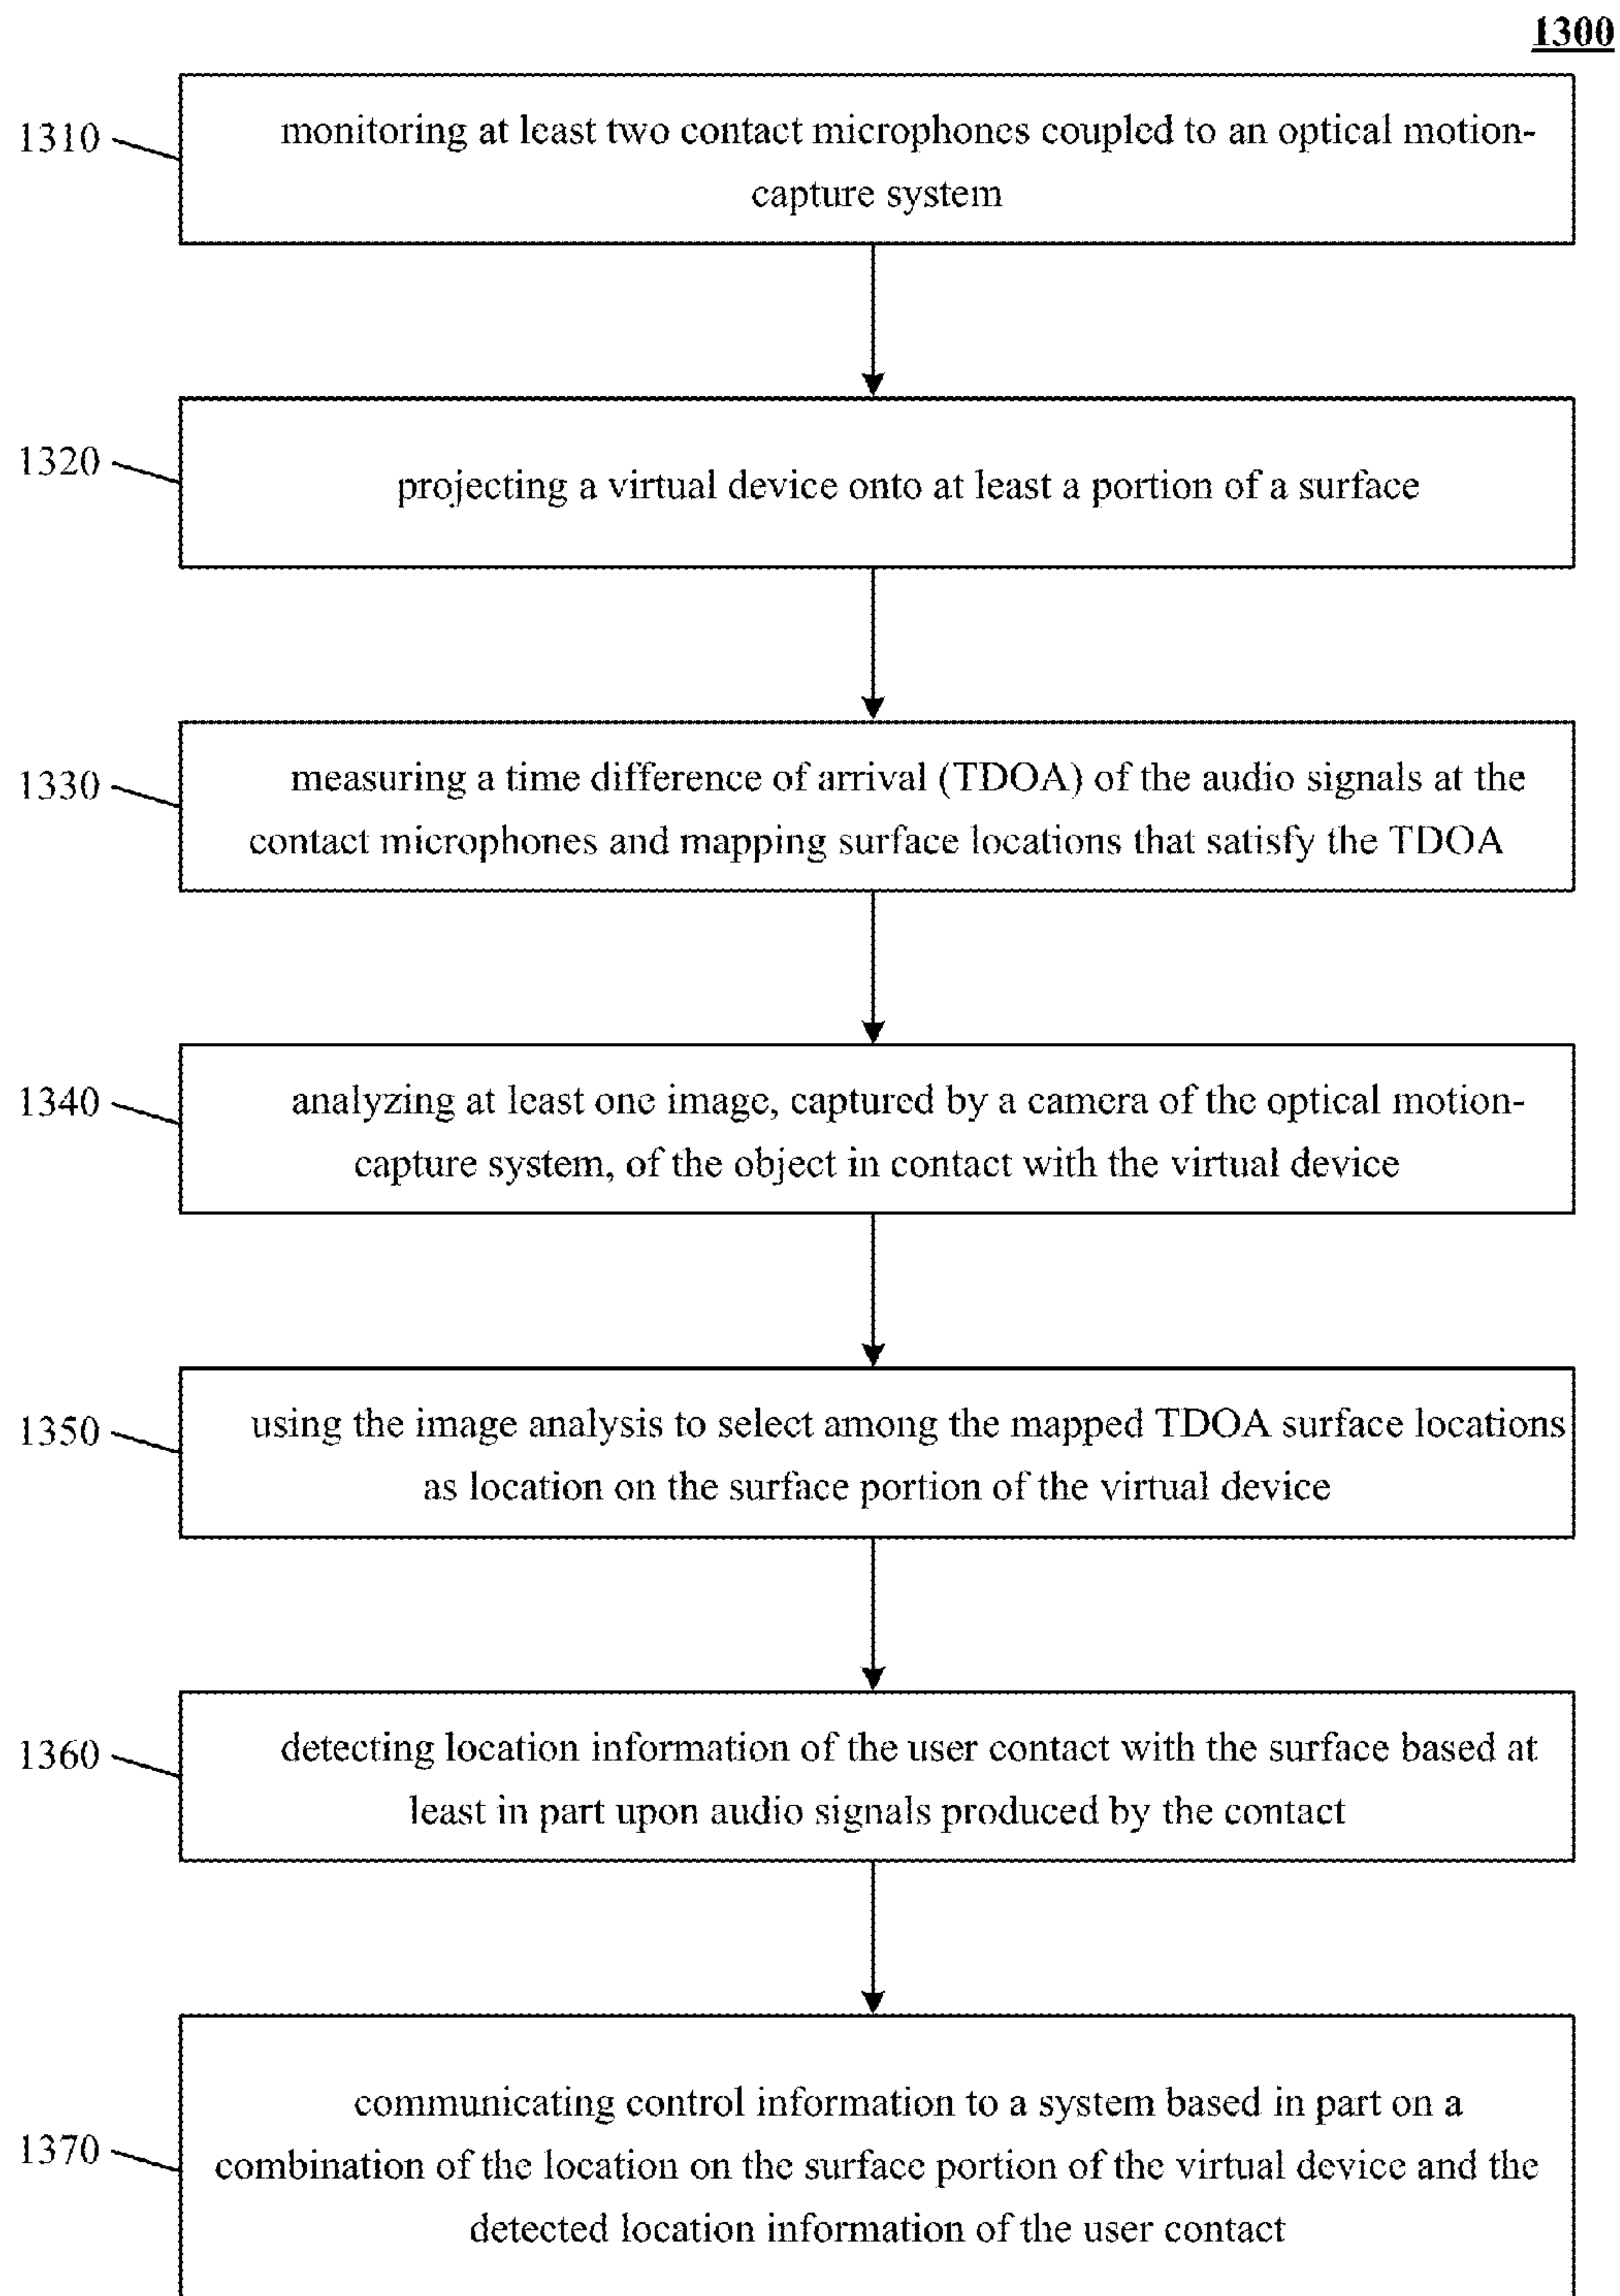 1300
1310
monitoring at least two contact microphones coupled to an optical motion-
capture system
1320
projecting a virtual device onto at least a portion of a surface
1330
measuring a time difference of arrival (TDOA) of the audio signals at the
contact microphones and mapping surface locations that satisfy the TDOA
1340
analyzing at least one image, captured by a camera of the optical motion-
capture system, of the object in contact with the virtual device
1350
using the image analysis to select among the mapped TDOA surface locations
as location on the surface portion of the virtual device
1360
detecting location information of the user contact with the surface based at
least in part upon audio signals produced by the contact
1370
communicating control information to a system based in part on a
combination of the location on the surface portion of the virtual device and the
detected location information of the user contact